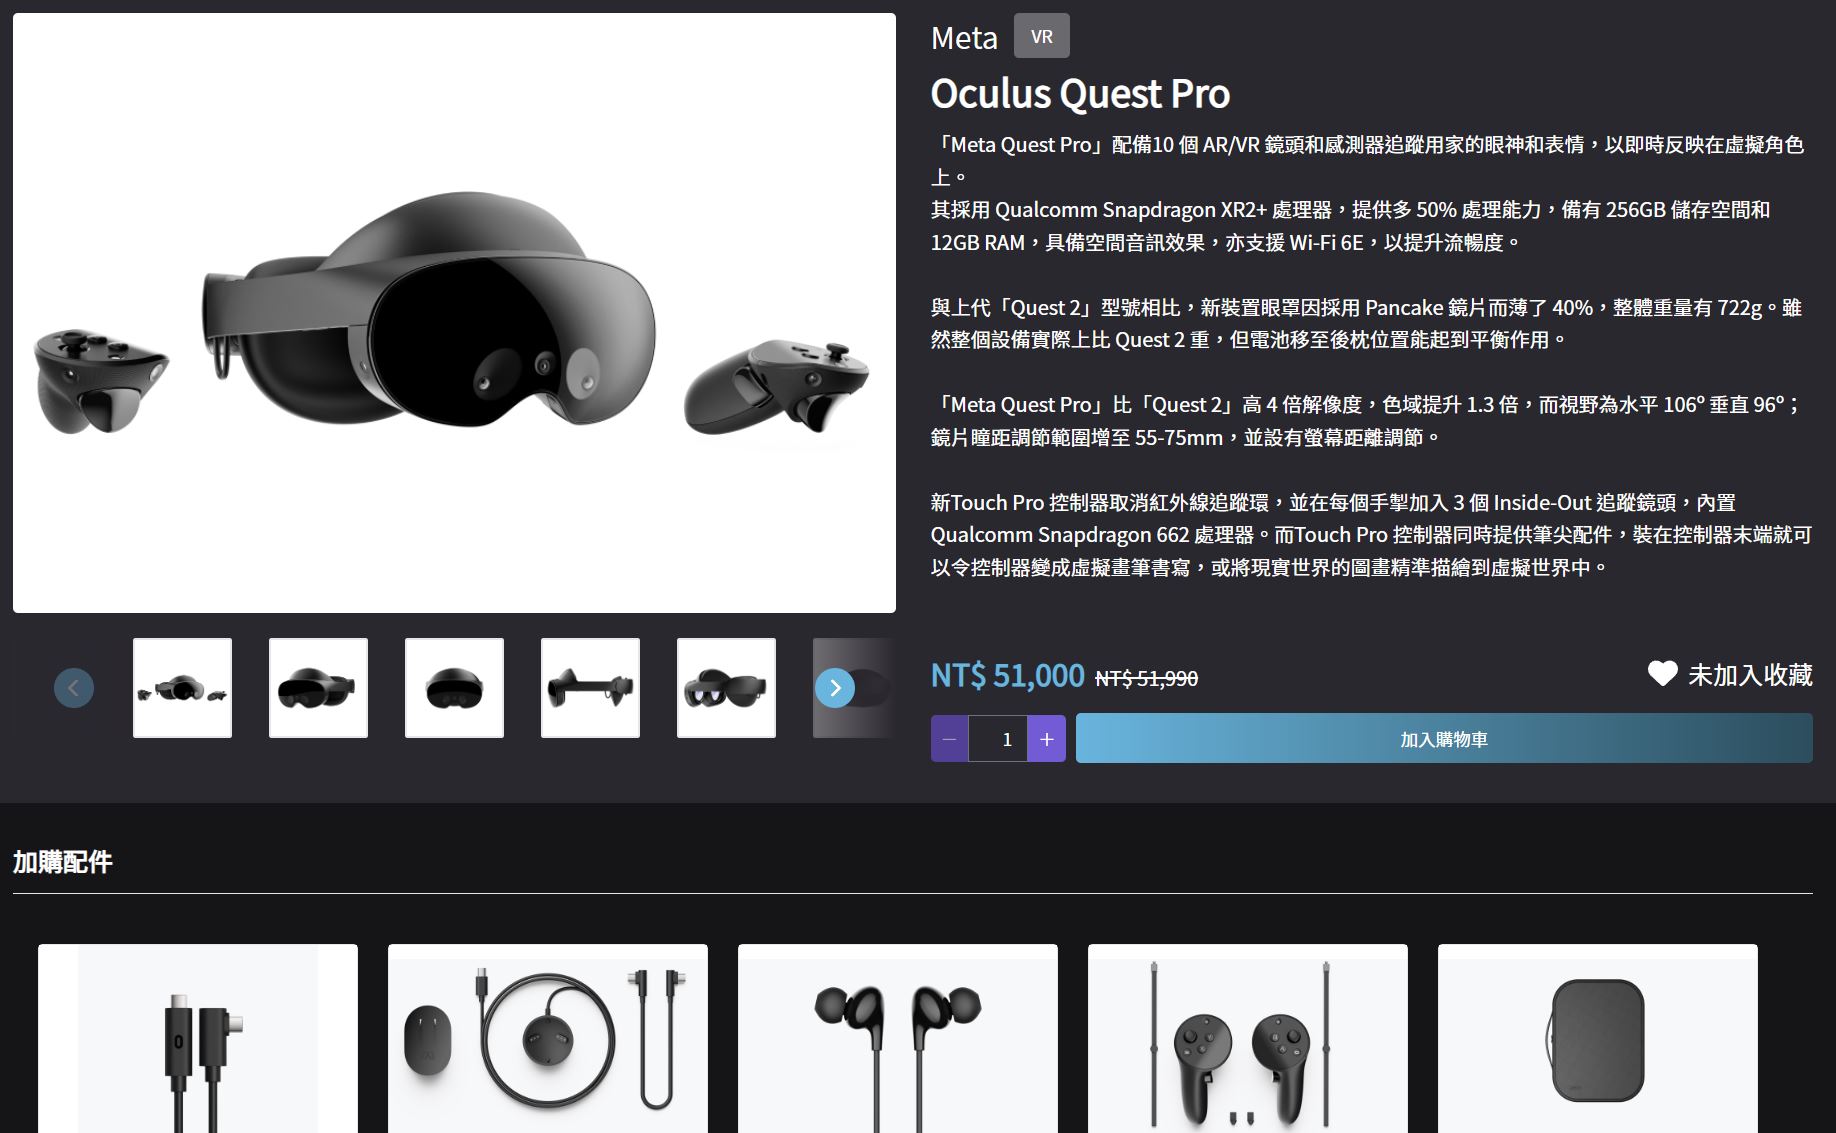 Meta
VR
Oculus Quest Pro
「Meta Quest Pro」配備10 個 AR/VR 鏡頭和感測器追蹤用家的眼神和表情，以即時反映在虛擬角色
上。
其採用 Qualcomm Snapdragon XR2+ 處理器，提供多 50% 處理能力，備有 256GB 儲存空間和
12GB RAM，具備空間音訊效果，亦支援 Wi-Fi 6E，以提升流暢度。
與上代「Quest 2」型號相比，新裝置眼罩因採用 Pancake 鏡片而薄了 40%，整體重量有 722g。雖
然整個設備實際上比 Quest 2 重，但電池移至後枕位置能起到平衡作用。
「Meta Quest Pro」比「Quest 2」高 4 倍解像度，色域提升 1.3 倍，而視野為水平 106º 垂直 96º；
鏡片瞳距調節範圍增至 55-75mm，並設有螢幕距離調節。
新Touch Pro 控制器取消紅外線追蹤環，並在每個手掣加入 3 個 Inside-Out 追蹤鏡頭，內置
Qualcomm Snapdragon 662 處理器。而Touch Pro 控制器同時提供筆尖配件，裝在控制器末端就可
以令控制器變成虛擬畫筆書寫，或將現實世界的圖畫精準描繪到虛擬世界中。
NT$ 51,000 NT$ 51,990
未加入收藏
1
加入購物車
加購配件